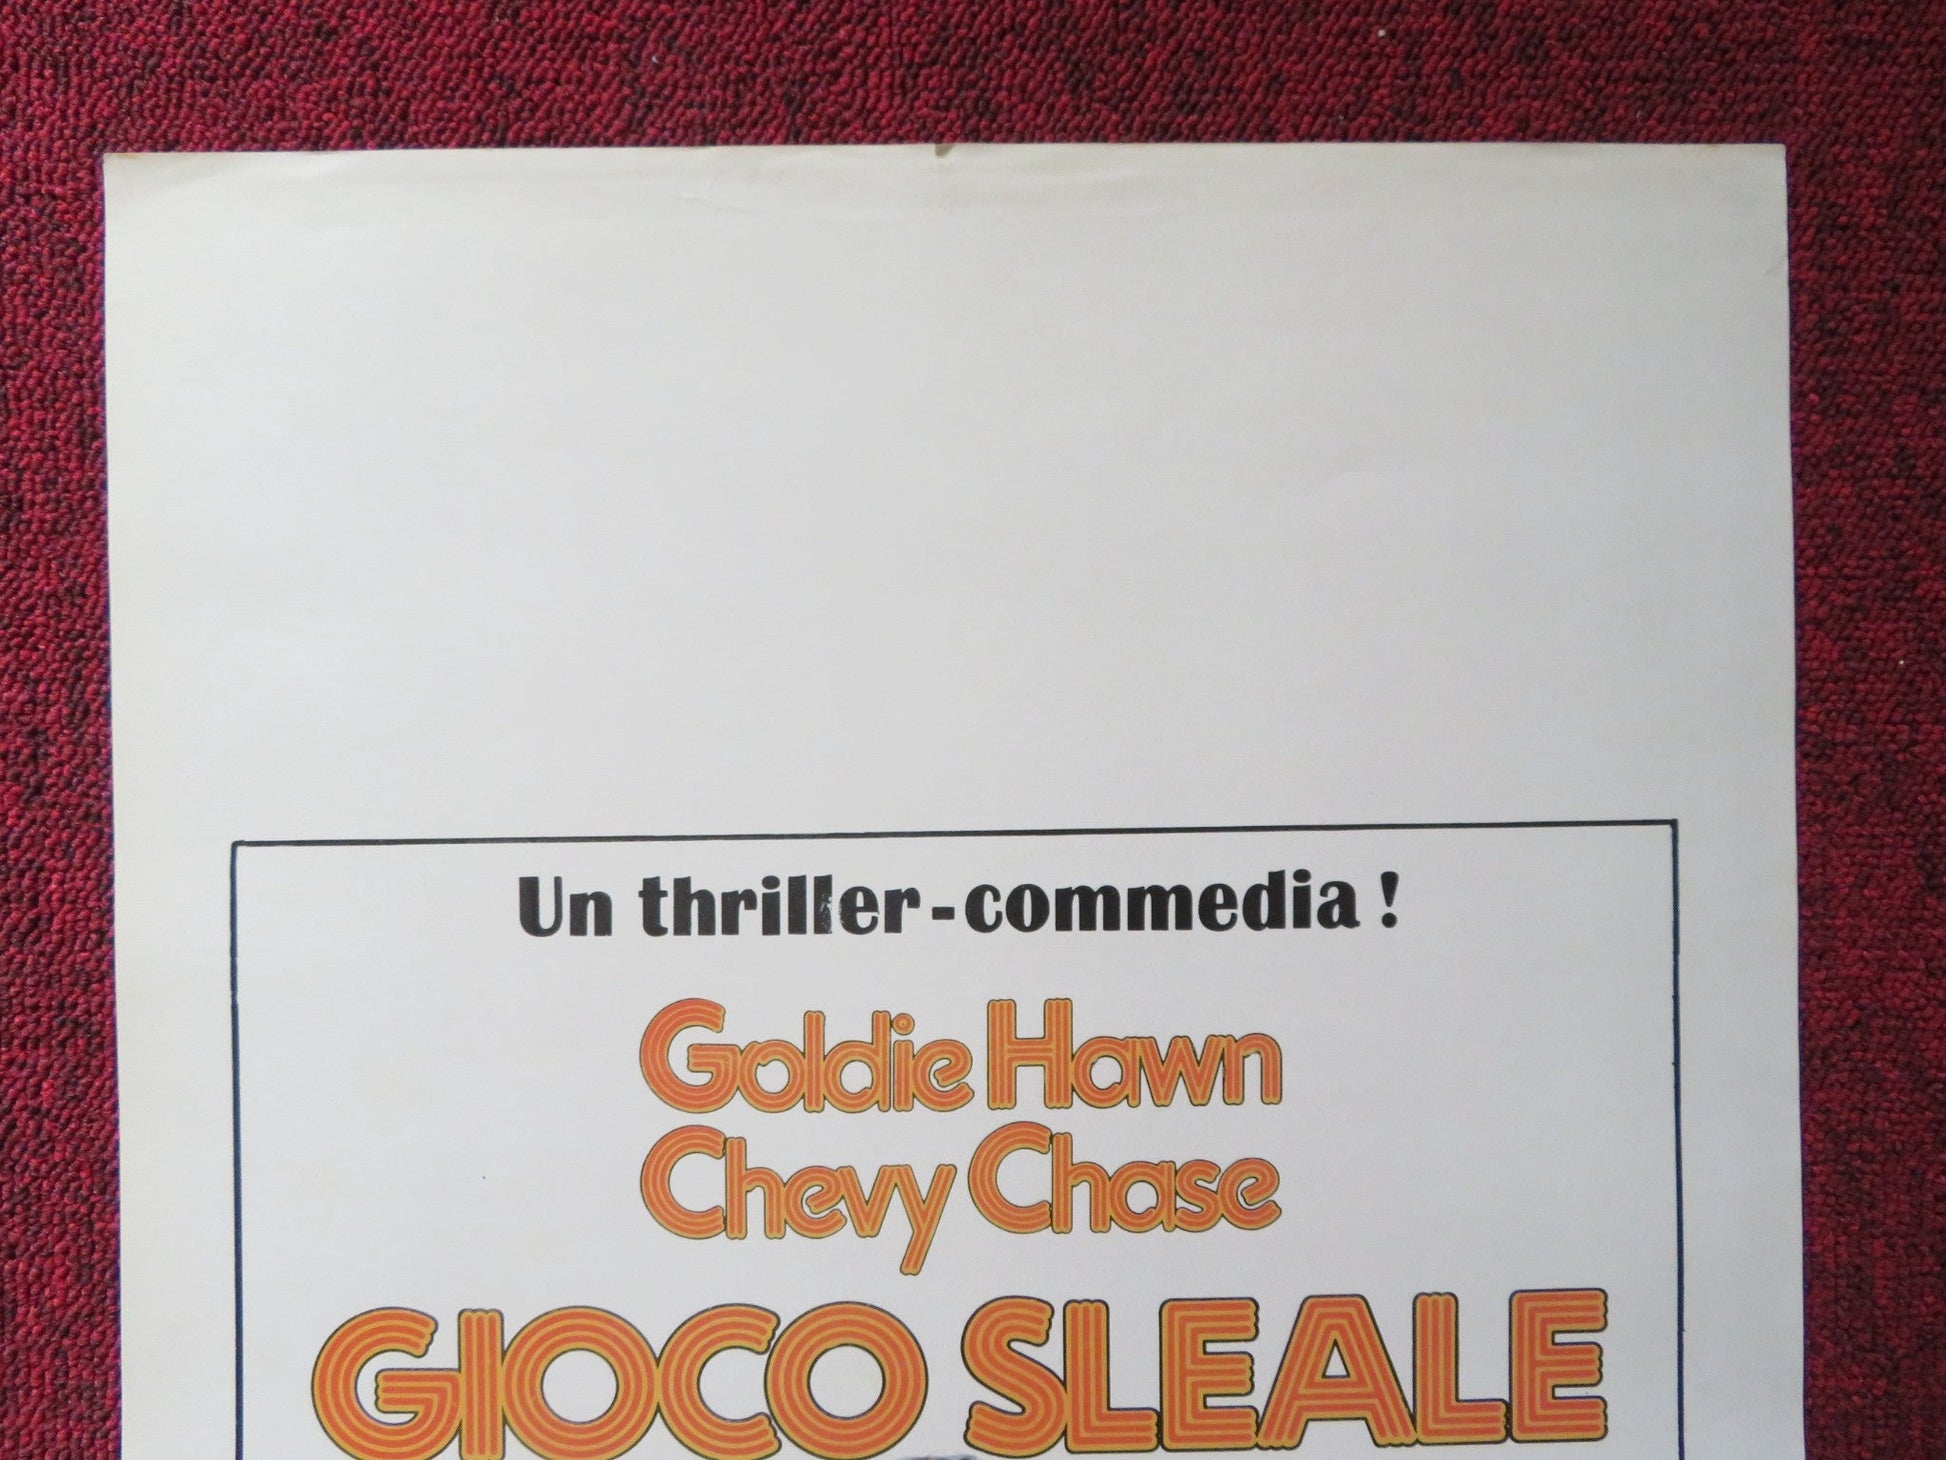 Un thriller-commedia !
Goldie Hawn
Chevy Chase
GIOCO SLEALE